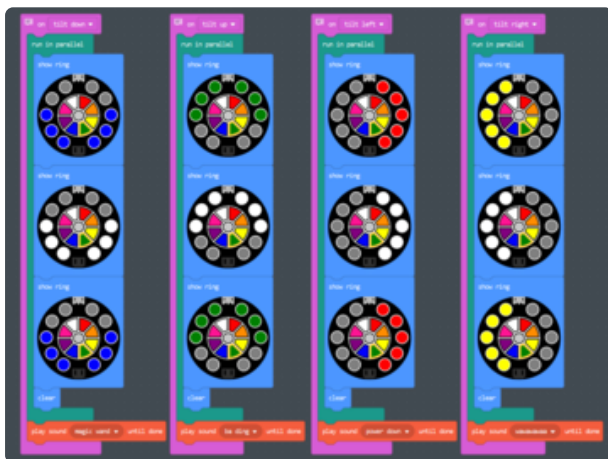 on tilt down
run in parallel
show ring
show ring
show ring
clear
play sound magic wand until done
on tilt up
run in parallel
show ring
show ring
show ring
clear
play sound ba ding until done
on tilt left
run in parallel
show ring
show ring
show ring
clear
play sound power down until done
on tilt right
run in parallel
show ring
show ring
show ring
clear
play sound wawawawaa until done